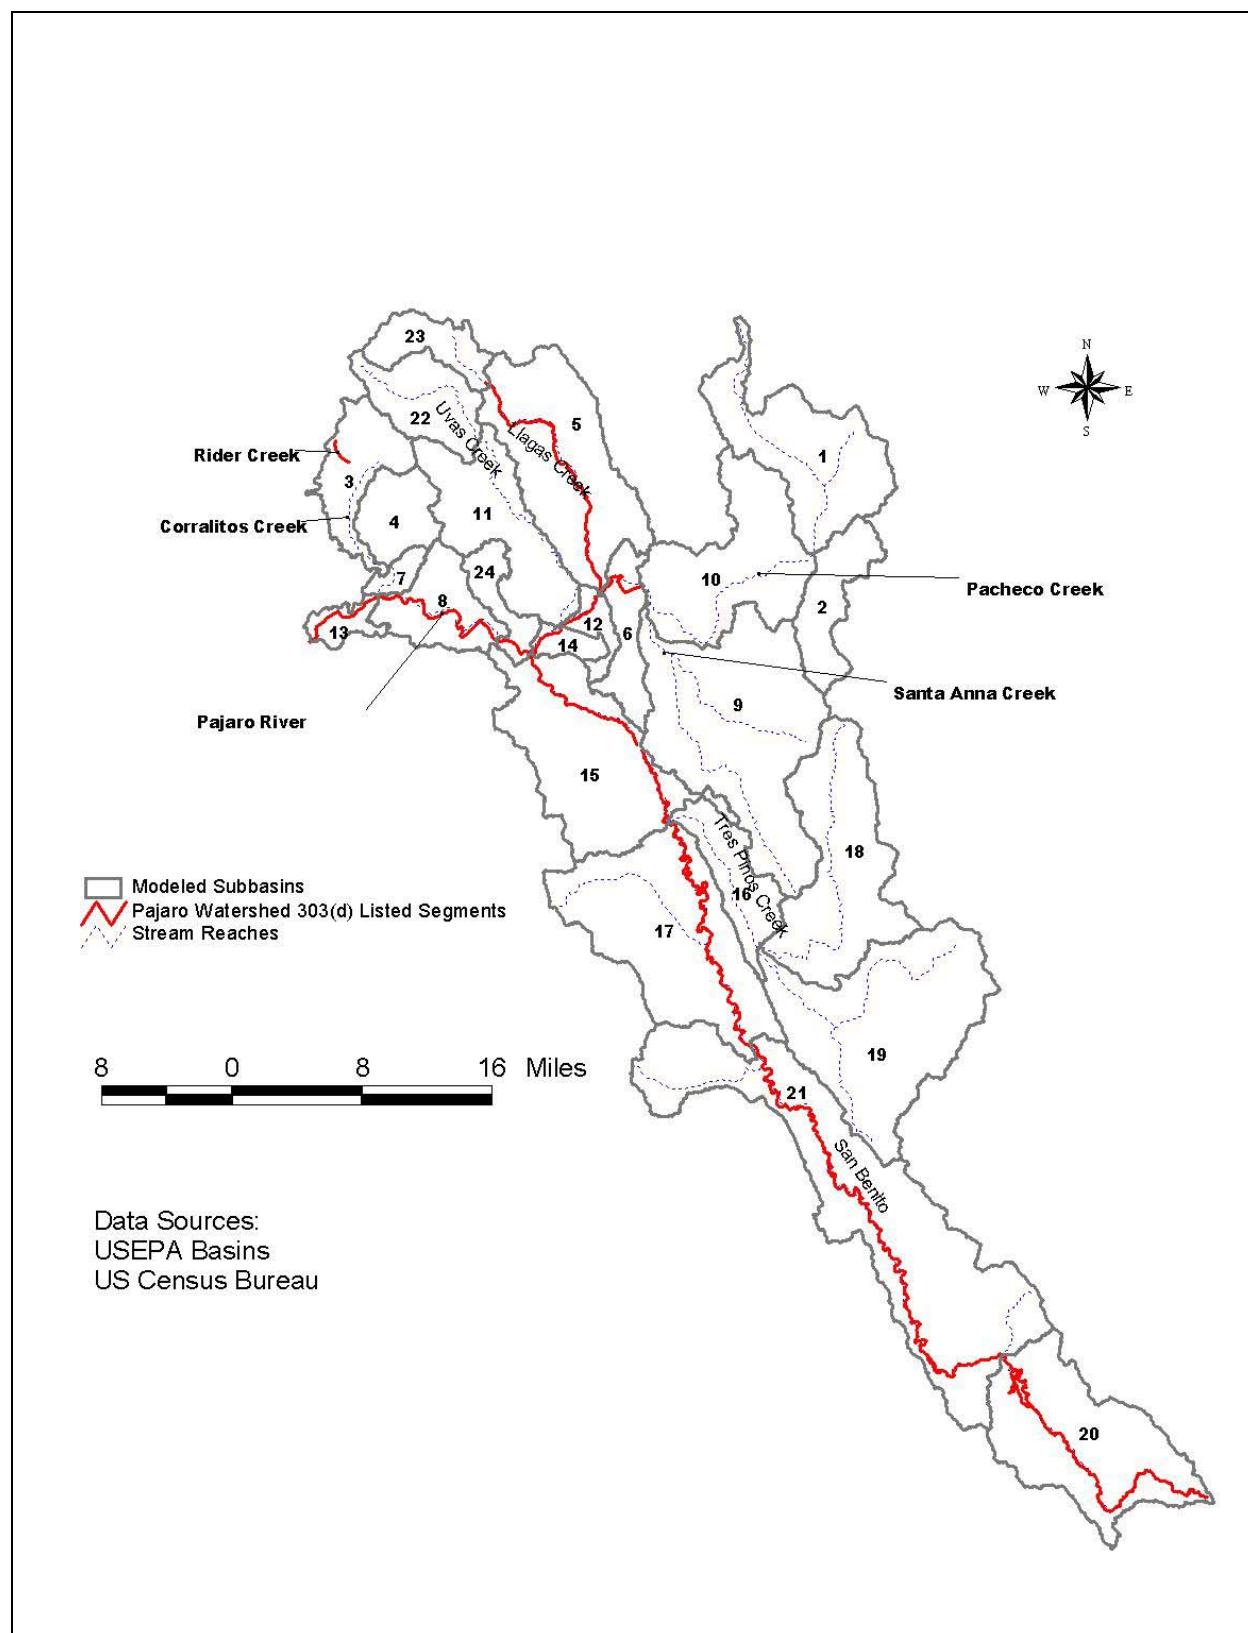 23
N
W E
S
22
Uvas Creek
Llagas Creek
5
Rider Creek
1
3
Corralitos Creek
4
11
7
24
10
Pacheco Creek
2
8
13
12
6
14
Santa Anna Creek
9
Pajaro River
15
Tres Pinos Creek
18
16
Modeled Subbasins
Pajaro Watershed 303(d) Listed Segments
Stream Reaches
17
19
8 0 8 16 Miles
21
San Benito
Data Sources:
USEPA Basins
US Census Bureau
20